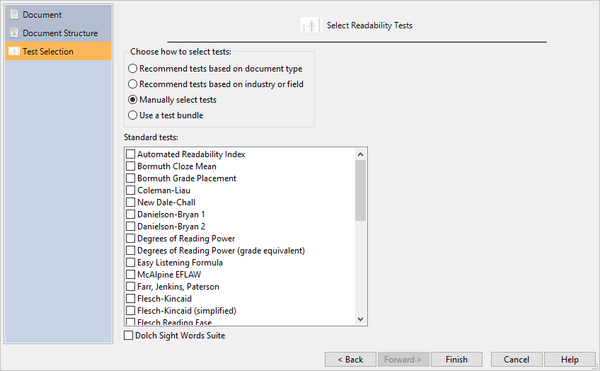 Document
Document Structure
Test Selection
Select Readability Tests
Choose how to select tests:
Recommend tests based on document type
Recommend tests based on industry or field
Manually select tests
Use a test bundle
Standard tests:
Automated Readability Index
Bormuth Cloze Mean
Bormuth Grade Placement
Coleman-Liau
New Dale-Chall
Danielson-Bryan 1
Danielson-Bryan 2
Degrees of Reading Power
Degrees of Reading Power (grade equivalent)
Easy Listening Formula
McAlpine EFLAW
Farr, Jenkins, Paterson
Flesch-Kincaid
Flesch-Kincaid (simplified)
Flesch Reading Ease
Dolch Sight Words Suite
< Back Forward > Finish Cancel Help